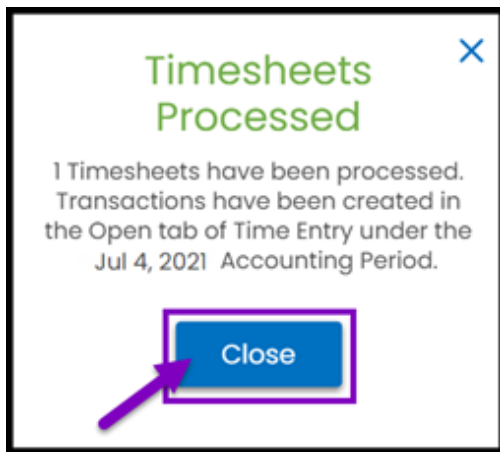 Timesheets
Processed
1 Timesheets have been processed.
Transactions have been created in
the Open tab of Time Entry under the
Jul 4, 2021 Accounting Period.
Close